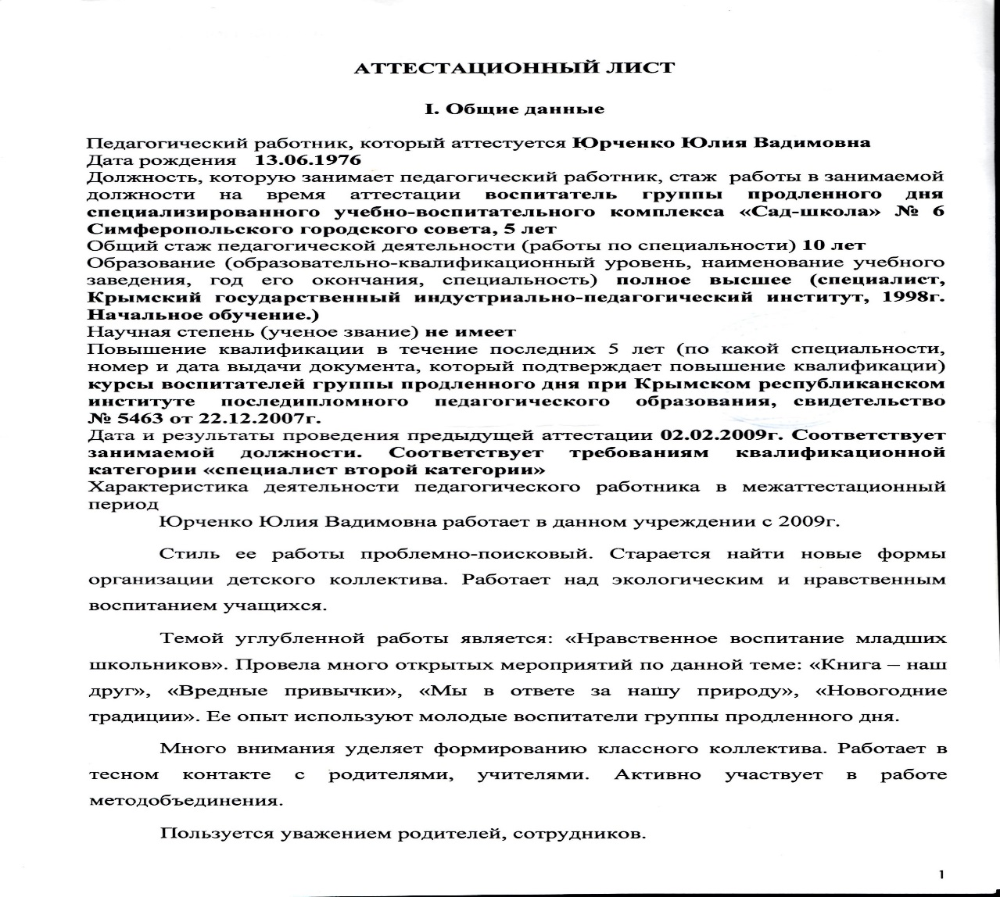 АТТЕСТАЦИОННЫЙ ЛИСТ
I. Общие данные
Педагогический работник, который аттестуется Юрченко Юлия Вадимовна
Дата рождения 13.06.1976
Должность, которую занимает педагогический работник, стаж работы в занимаемой
должности на время аттестации воспитатель группы продленного дня
специализированного учебно-воспитательного комплекса «Сад-школа» № 6
Симферопольского городского совета, 5 лет
Общий стаж педагогической деятельности (работы по специальности) 10 лет
Образование (образовательно-квалификационный уровень, наименование учебного
заведения, год его окончания, специальность) полное высшее (специалист,
Крымский государственный индустриально-педагогический институт, 1998г.
Начальное обучение.)
Научная степень (ученое звание) не имеет
Повышение квалификации в течение последних 5 лет (по какой специальности,
номер и дата выдачи документа, который подтверждает повышение квалификации)
курсы воспитателей группы продленного дня при Крымском республиканском
институте последипломного педагогического образования, свидетельство
№ 5463 от 22.12.2007г.
Дата и результаты проведения предыдущей аттестации 02.02.2009г. Соответствует
занимаемой должности. Соответствует требованиям квалификационной
категории «специалист второй категории»
Характеристика деятельности педагогического работника в межаттестационный
период
Юрченко Юлия Вадимовна работает в данном учреждении с 2009г.
Стиль ее работы проблемно-поисковый. Старается найти новые формы
организации детского коллектива. Работает над экологическим и нравственным
воспитанием учащихся.
Темой углубленной работы является: «Нравственное воспитание младших
школьников». Провела много открытых мероприятий по данной теме: «Книга – наш
друг», «Вредные привычки», «Мы в ответе за нашу природу», «Новогодние
традиции». Ее опыт используют молодые воспитатели группы продленного дня.
Много внимания уделяет формированию классного коллектива. Работает в
тесном контакте с родителями, учителями. Активно участвует в работе
методобъединения.
Пользуется уважением родителей, сотрудников.
1